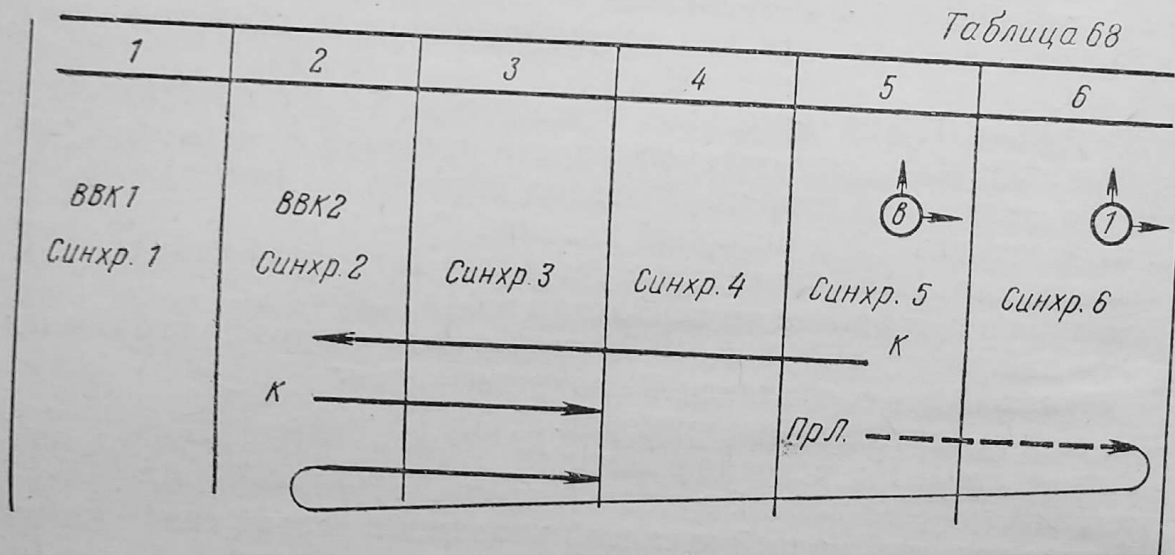 Таблица 68
1 2 3 4 5 6
ВВК1 ВВК2 В 1
Синхр. 1 Синхр. 2 Синхр. 3 Синхр. 4 Синхр. 5 Синхр. 6
К
К
ПрЛ.